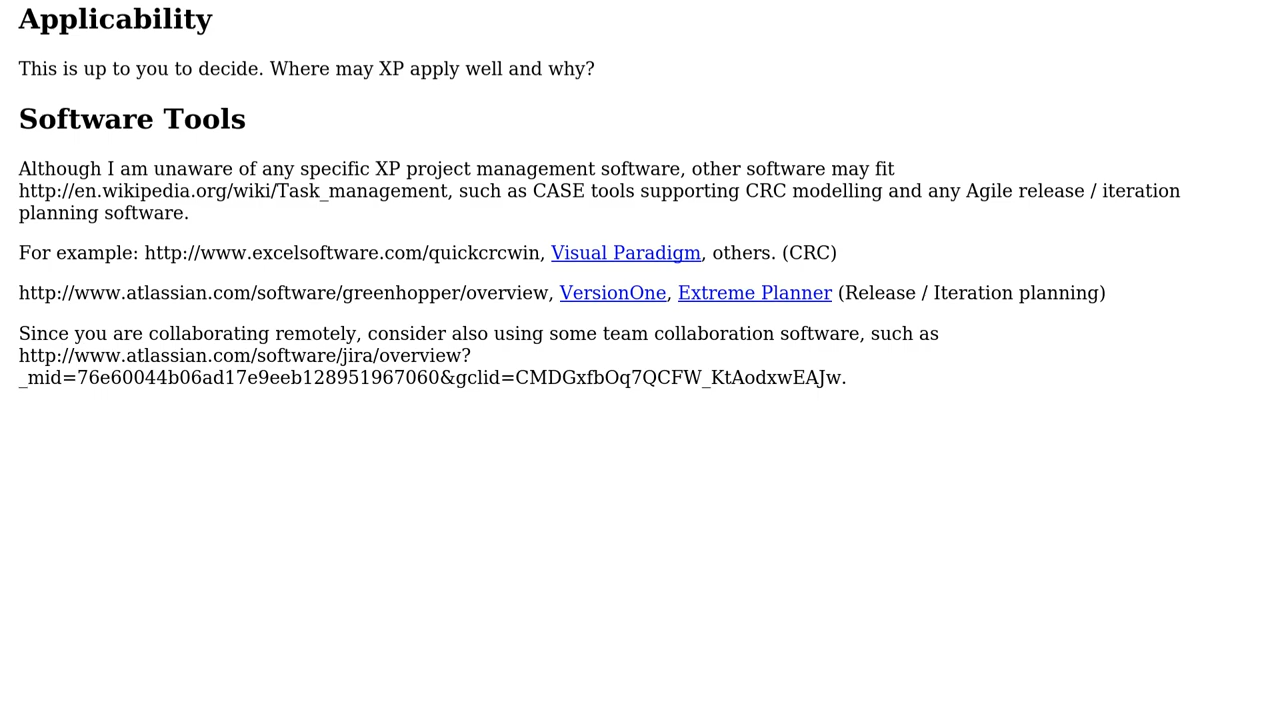 Applicability
This is up to you to decide. Where may XP apply well and why?
Software Tools
Although I am unaware of any specific XP project management software, other software may fit
http://en.wikipedia.org/wiki/Task_management, such as CASE tools supporting CRC modelling and any Agile release / iteration
planning software.
For example: http://www.excelsoftware.com/quickcrcwin, Visual Paradigm, others. (CRC)
http://www.atlassian.com/software/greenhopper/overview, VersionOne, Extreme Planner (Release / Iteration planning)
Since you are collaborating remotely, consider also using some team collaboration software, such as
http://www.atlassian.com/software/jira/overview?
_mid=76e60044b06ad17e9eeb128951967060&gclid=CMDGxfbOq7QCFW_KtAodxwEAJw.